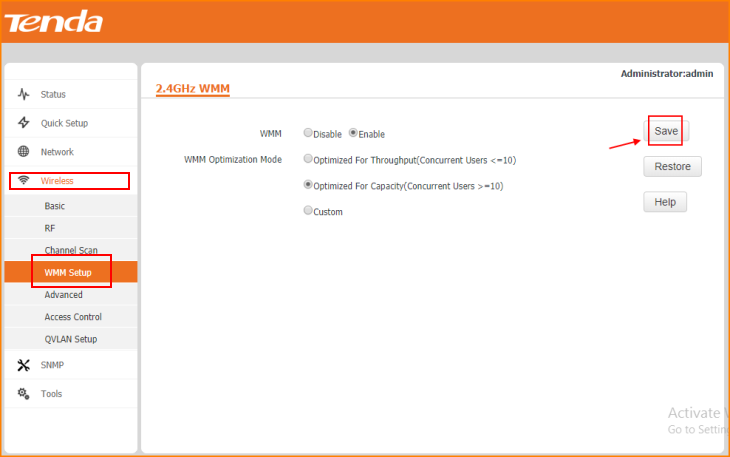 Tenda
Administrator:admin
Status
Quick Setup
Network
Wireless
Basic
RF
Channel Scan
WMM Setup
Advanced
Access Control
QVLAN Setup
SNMP
Tools
2.4GHz WMM
WMM Disable Enable
WMM Optimization Mode Optimized For Throughput(Concurrent Users <=10)
Optimized For Capacity(Concurrent Users >=10)
Custom
Save
Restore
Help
Activate
Go to